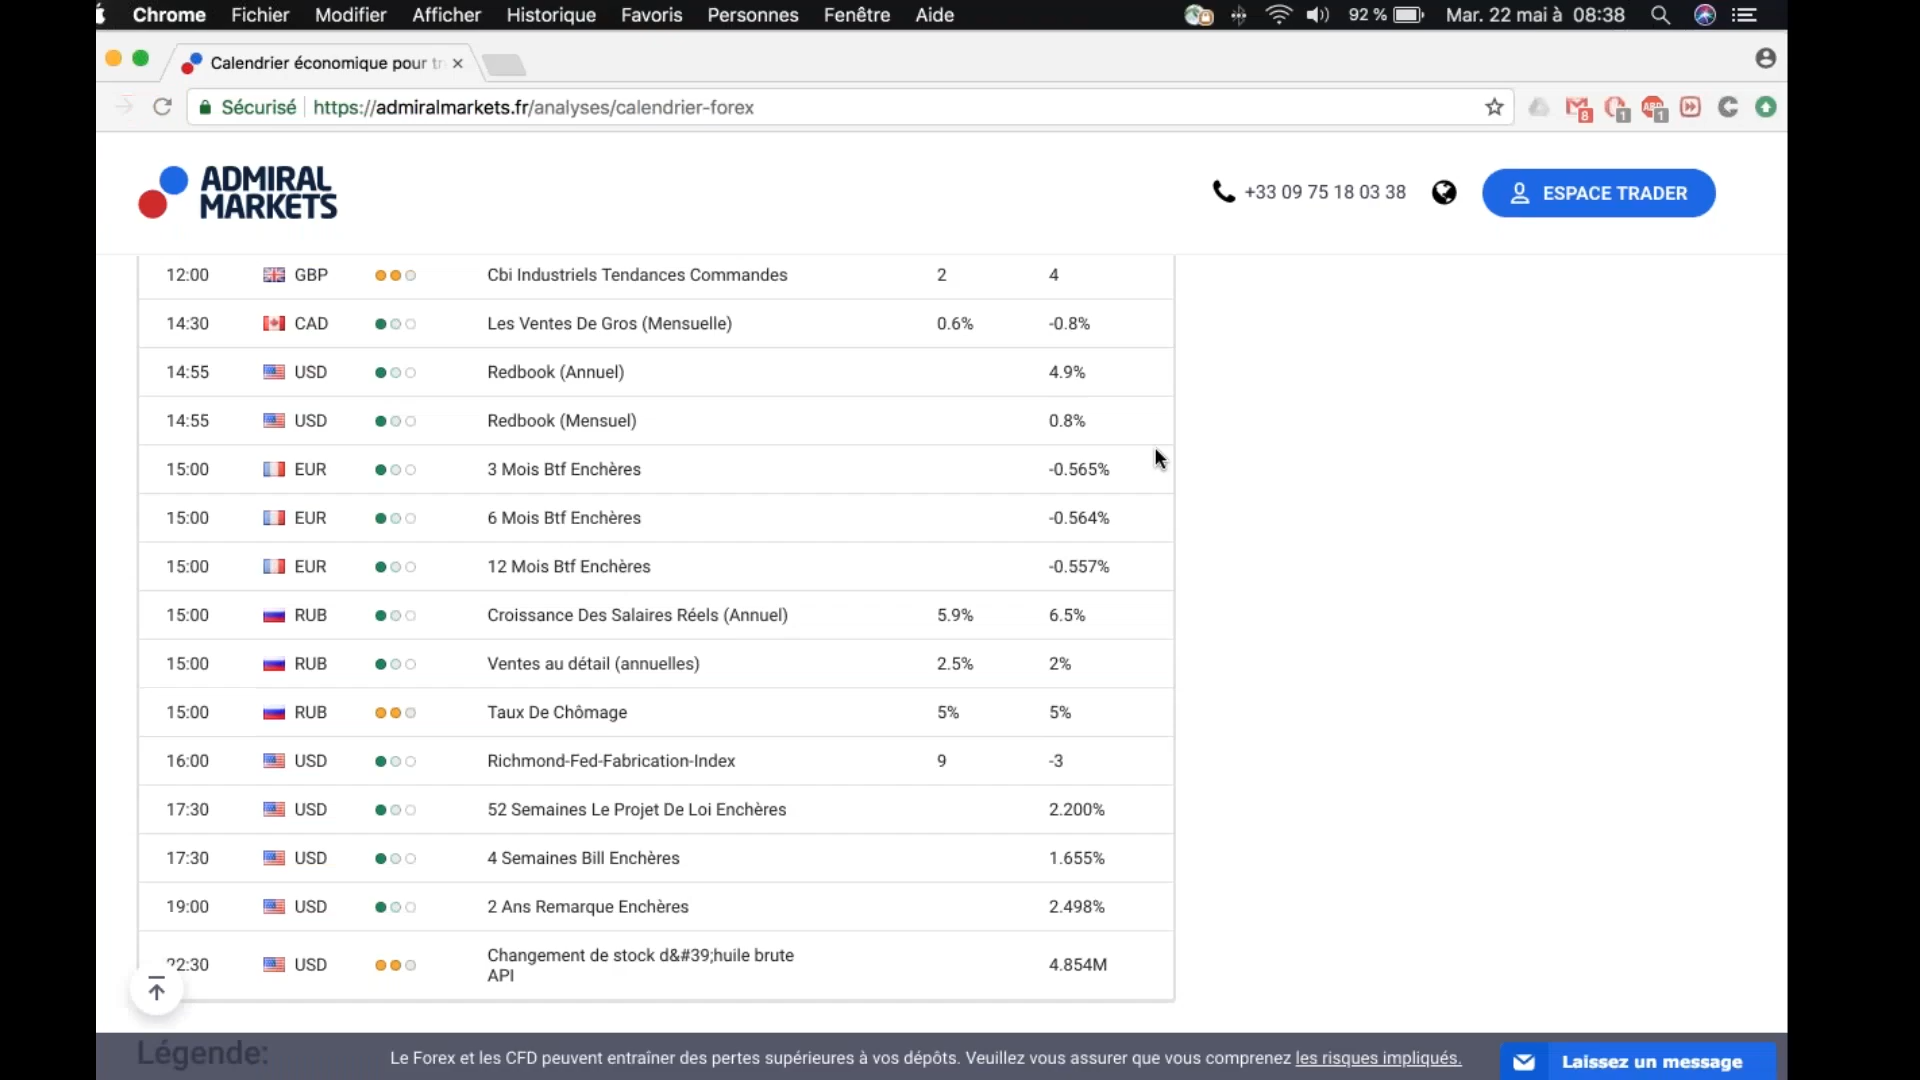 Chrome Fichier Modifier Afficher Historique Favoris Personnes Fenêtre Aide 92 % Mar. 22 mai à 08:38
Calendrier économique pour tr
Sécurisé https://admiralmarkets.fr/analyses/calendrier-forex 8 1 ABP 1
ADMIRAL
MARKETS
+33 09 75 18 03 38 ESPACE TRADER
12:00 GBP Cbi Industriels Tendances Commandes 2 4
14:30 CAD Les Ventes De Gros (Mensuelle) 0.6% -0.8%
14:55 USD Redbook (Annuel) 4.9%
14:55 USD Redbook (Mensuel) 0.8%
15:00 EUR 3 Mois Btf Enchères -0.565%
15:00 EUR 6 Mois Btf Enchères -0.564%
15:00 EUR 12 Mois Btf Enchères -0.557%
15:00 RUB Croissance Des Salaires Réels (Annuel) 5.9% 6.5%
15:00 RUB Ventes au détail (annuelles) 2.5% 2%
15:00 RUB Taux De Chômage 5% 5%
16:00 USD Richmond-Fed-Fabrication-Index 9 -3
17:30 USD 52 Semaines Le Projet De Loi Enchères 2.200%
17:30 USD 4 Semaines Bill Enchères 1.655%
19:00 USD 2 Ans Remarque Enchères 2.498%
22:30 USD Changement de stock d&#39;huile brute
API 4.854M
Légende:
Le Forex et les CFD peuvent entraîner des pertes supérieures à vos dépôts. Veuillez vous assurer que vous comprenez les risques impliqués.
Laissez un message